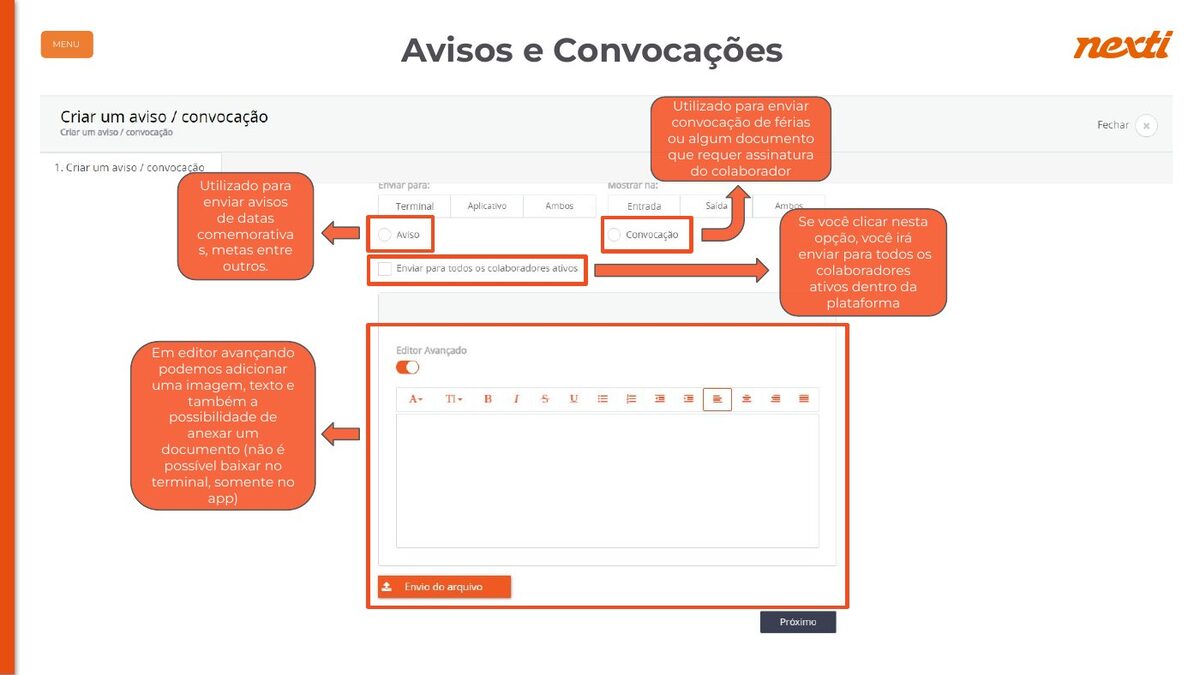 MENU
Avisos e Convocações
nexti
Criar um aviso / convocação
Criar um aviso / convocação
Fechar
1. Criar um aviso / convocação
Utilizado para enviar
convocação de férias
ou algum documento
que requer assinatura
do colaborador
Utilizado para
enviar avisos
de datas
comemorativa
s, metas entre
outros.
Enviar para:
Mostrar na:
Terminal
Aplicativo
Ambos
Entrada
Saída
Ambos
Aviso
Convocação
Enviar para todos os colaboradores ativos
Se você clicar nesta
opção, você irá
enviar para todos os
colaboradores
ativos dentro da
plataforma
Em editor avançando
podemos adicionar
uma imagem, texto e
também a
possibilidade de
anexar um
documento (não é
possível baixar no
terminal, somente no
app)
Editor Avançado
A TI B I S U
Envio do arquivo
Próximo